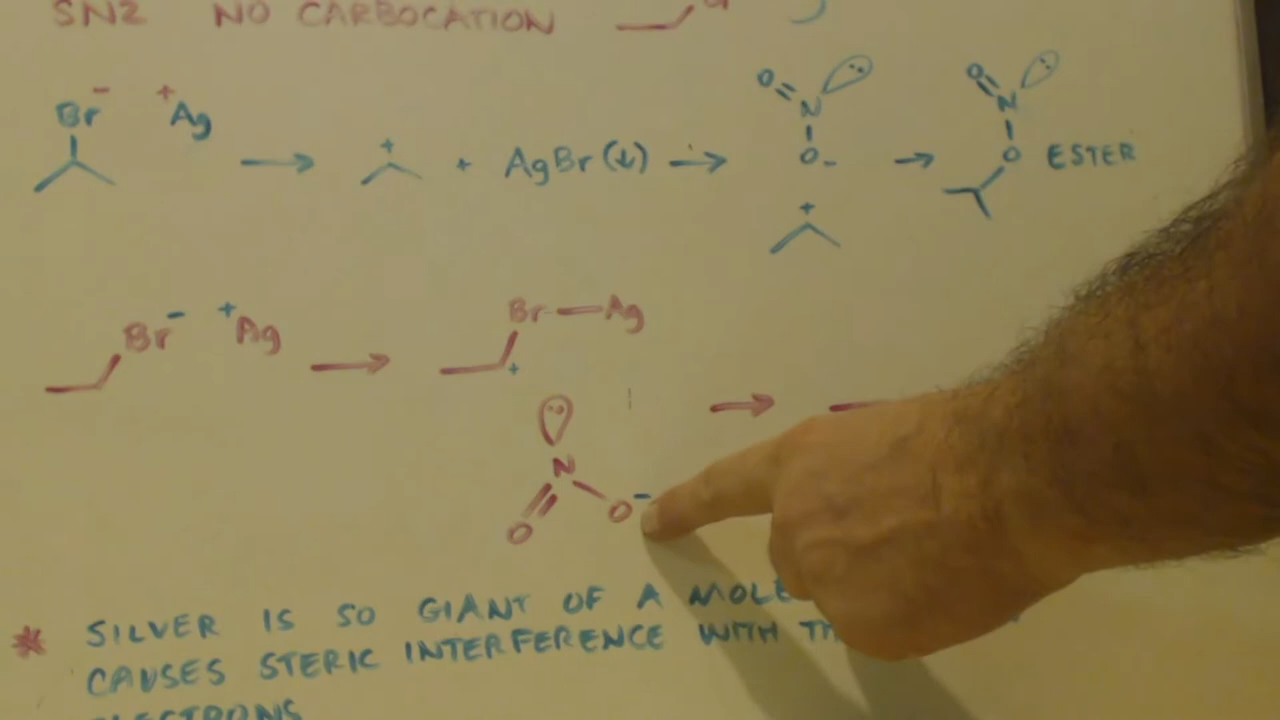 SN2 NO CARBOCATION
Br⁻ ⁺Ag → + + AgBr (↓) → O=N-O⁻ + → O=N-O ESTER
Br⁻ ⁺Ag → Br—Ag + →
N
O O⁻
* SILVER IS SO GIANT OF A
CAUSES STERIC INTERFERENCE WITH
ELECTRONS